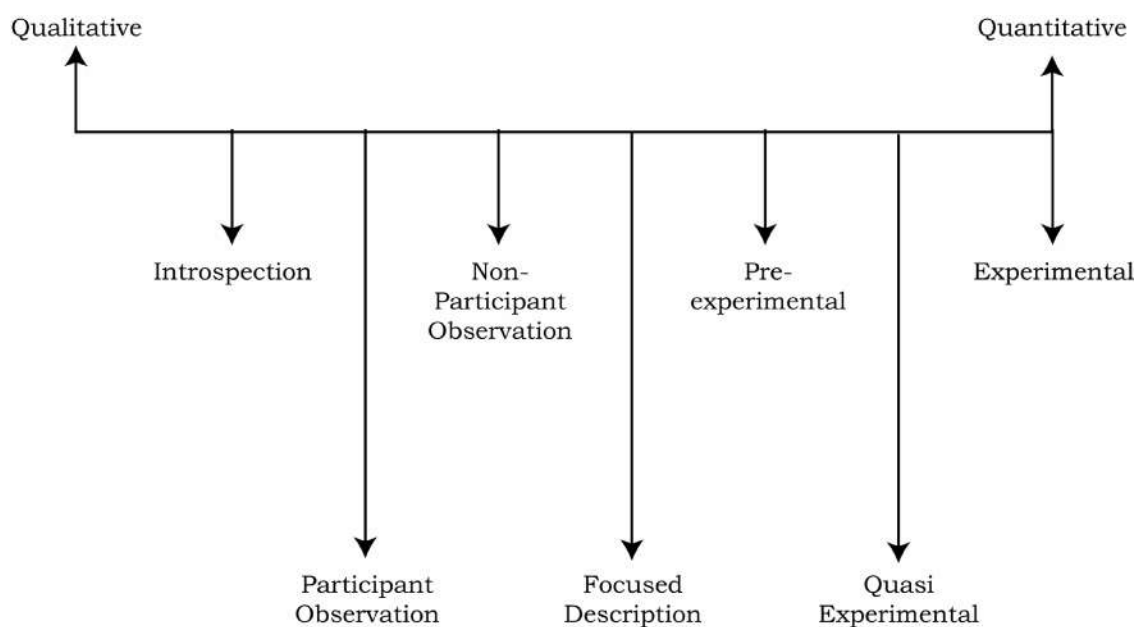 Qualitative
Quantitative
Introspection
Non-
Participant
Observation
Pre-
experimental
Experimental
Participant
Observation
Focused
Description
Quasi
Experimental